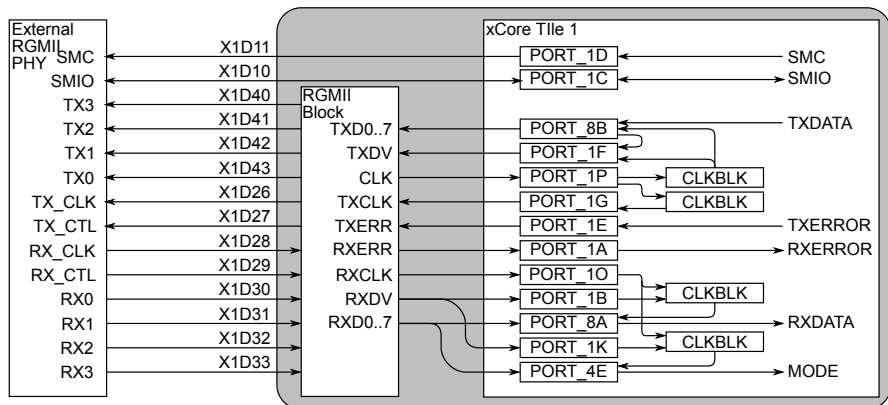 External
RGMII
PHY
xCore TIle 1
SMC X1D11 PORT_1D SMC
SMIO X1D10 PORT_1C SMIO
RGMII
Block
TX3 X1D40
TX2 X1D41 TXD0..7 PORT_8B TXDATA
TX1 X1D42 TXDV PORT_1F
TX0 X1D43 CLK PORT_1P CLKBLK
TX_CLK X1D26 TXCLK PORT_1G CLKBLK
TX_CTL X1D27 TXERR PORT_1E TXERROR
RX_CLK X1D28 RXERR PORT_1A RXERROR
RX_CTL X1D29 RXCLK PORT_1O
RX0 X1D30 RXDV PORT_1B CLKBLK
RX1 X1D31 RXD0..7 PORT_8A RXDATA
RX2 X1D32 PORT_1K CLKBLK
RX3 X1D33 PORT_4E MODE